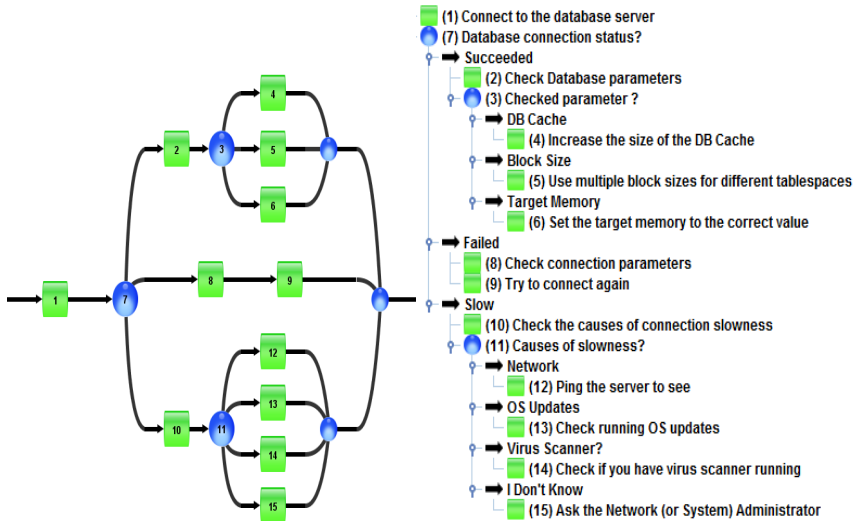 (1) Connect to the database server
(7) Database connection status?
Succeeded
(2) Check Database parameters
(3) Checked parameter ?
DB Cache
(4) Increase the size of the DB Cache
Block Size
(5) Use multiple block sizes for different tablespaces
Target Memory
(6) Set the target memory to the correct value
Failed
(8) Check connection parameters
(9) Try to connect again
Slow
(10) Check the causes of connection slowness
(11) Causes of slowness?
Network
(12) Ping the server to see
OS Updates
(13) Check running OS updates
Virus Scanner?
(14) Check if you have virus scanner running
I Don't Know
(15) Ask the Network (or System) Administrator
4
2
3
5
6
8
9
1
7
12
13
10
11
14
15